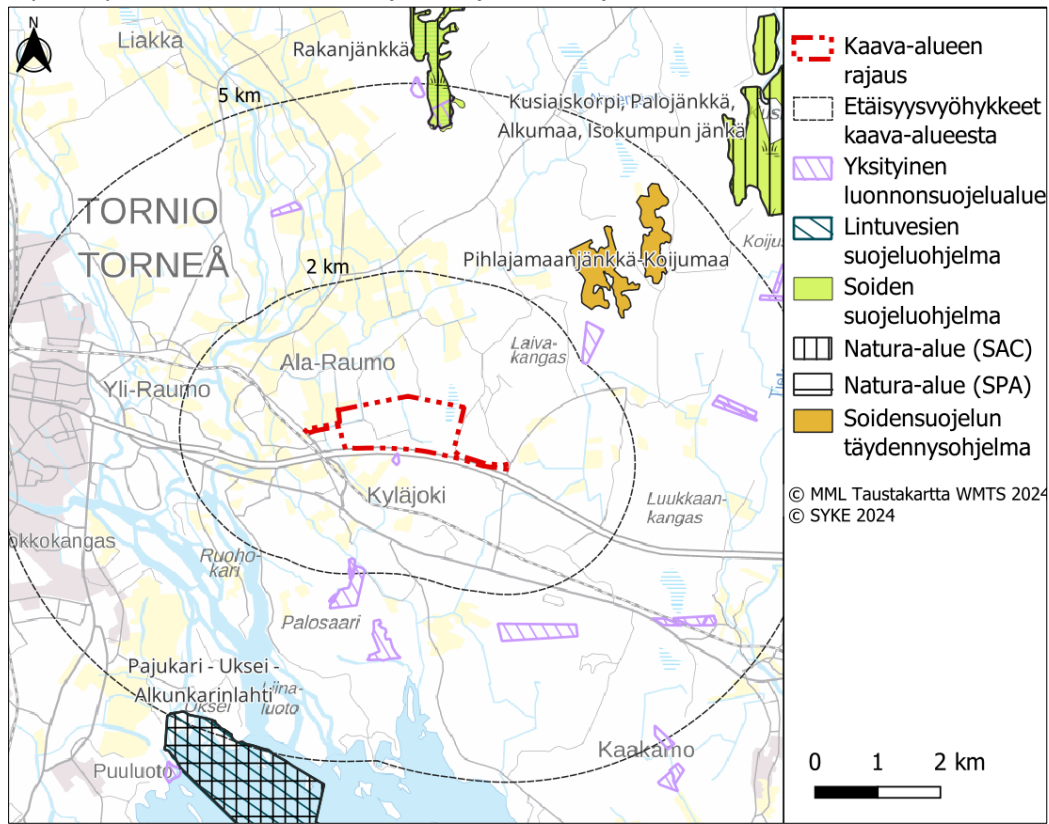 N
Liakka
Rakanjänkkä
5 km
Kusiaiskorpi, Palojänkkä,
Alkumaa, Isokumpun jänkä
TORNIO
TORNEÅ
2 km
Pihlajamaanjänkkä-Koijumaa
Laiva-
kangas
Ala-Raumo
Yli-Raumo
Kyläjoki
Luukkaan-
kangas
okkokangas
Ruoho-
kari
Palosaari
Pajukari - Uksei -
Alkunkarinlahti
Uksei
luoto
Puuluoto
Kaakamo
Kaava-alueen
rajaus
Etäisyysvyöhykkeet
kaava-alueesta
Yksityinen
luonnonsuojelualue
Lintuvesien
suojeluohjelma
Soiden
suojeluohjelma
Natura-alue (SAC)
Natura-alue (SPA)
Soidensuojelun
täydennysohjelma
© MML Taustakartta WMTS 2024
© SYKE 2024
0 1 2 km